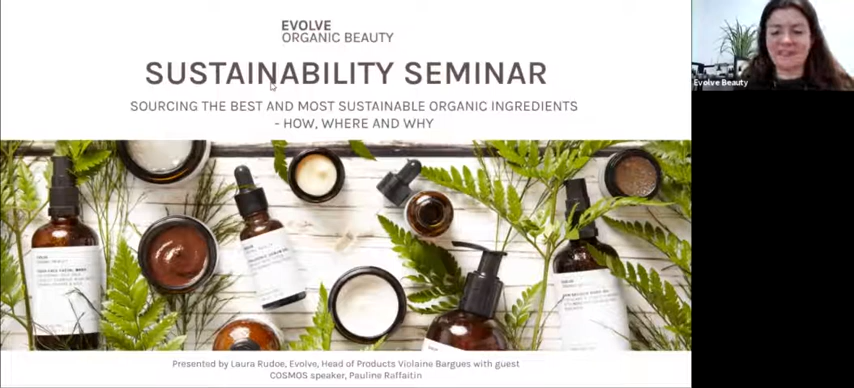 EVOLVE
ORGANIC BEAUTY
SUSTAINABILITY SEMINAR
SOURCING THE BEST AND MOST SUSTAINABLE ORGANIC INGREDIENTS
- HOW, WHERE AND WHY
Presented by Laura Rudoe, Evolve, Head of Products Violaine Bargues with guest
COSMOS speaker, Pauline Raffaitin
Evolve Beauty